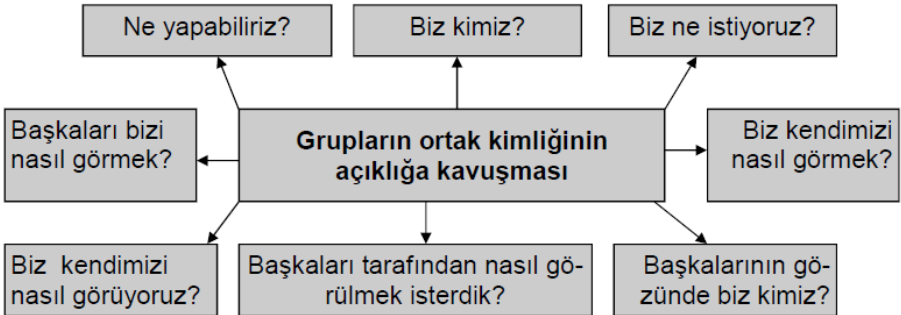 Ne yapabiliriz?
Biz kimiz?
Biz ne istiyoruz?
Başkaları bizi
nasıl görmek?
Grupların ortak kimliğinin
açıklığa kavuşması
Biz kendimizi
nasıl görmek?
Biz kendimizi
nasıl görüyoruz?
Başkaları tarafından nasıl gö-
rülmek isterdik?
Başkalarının gö-
zünde biz kimiz?